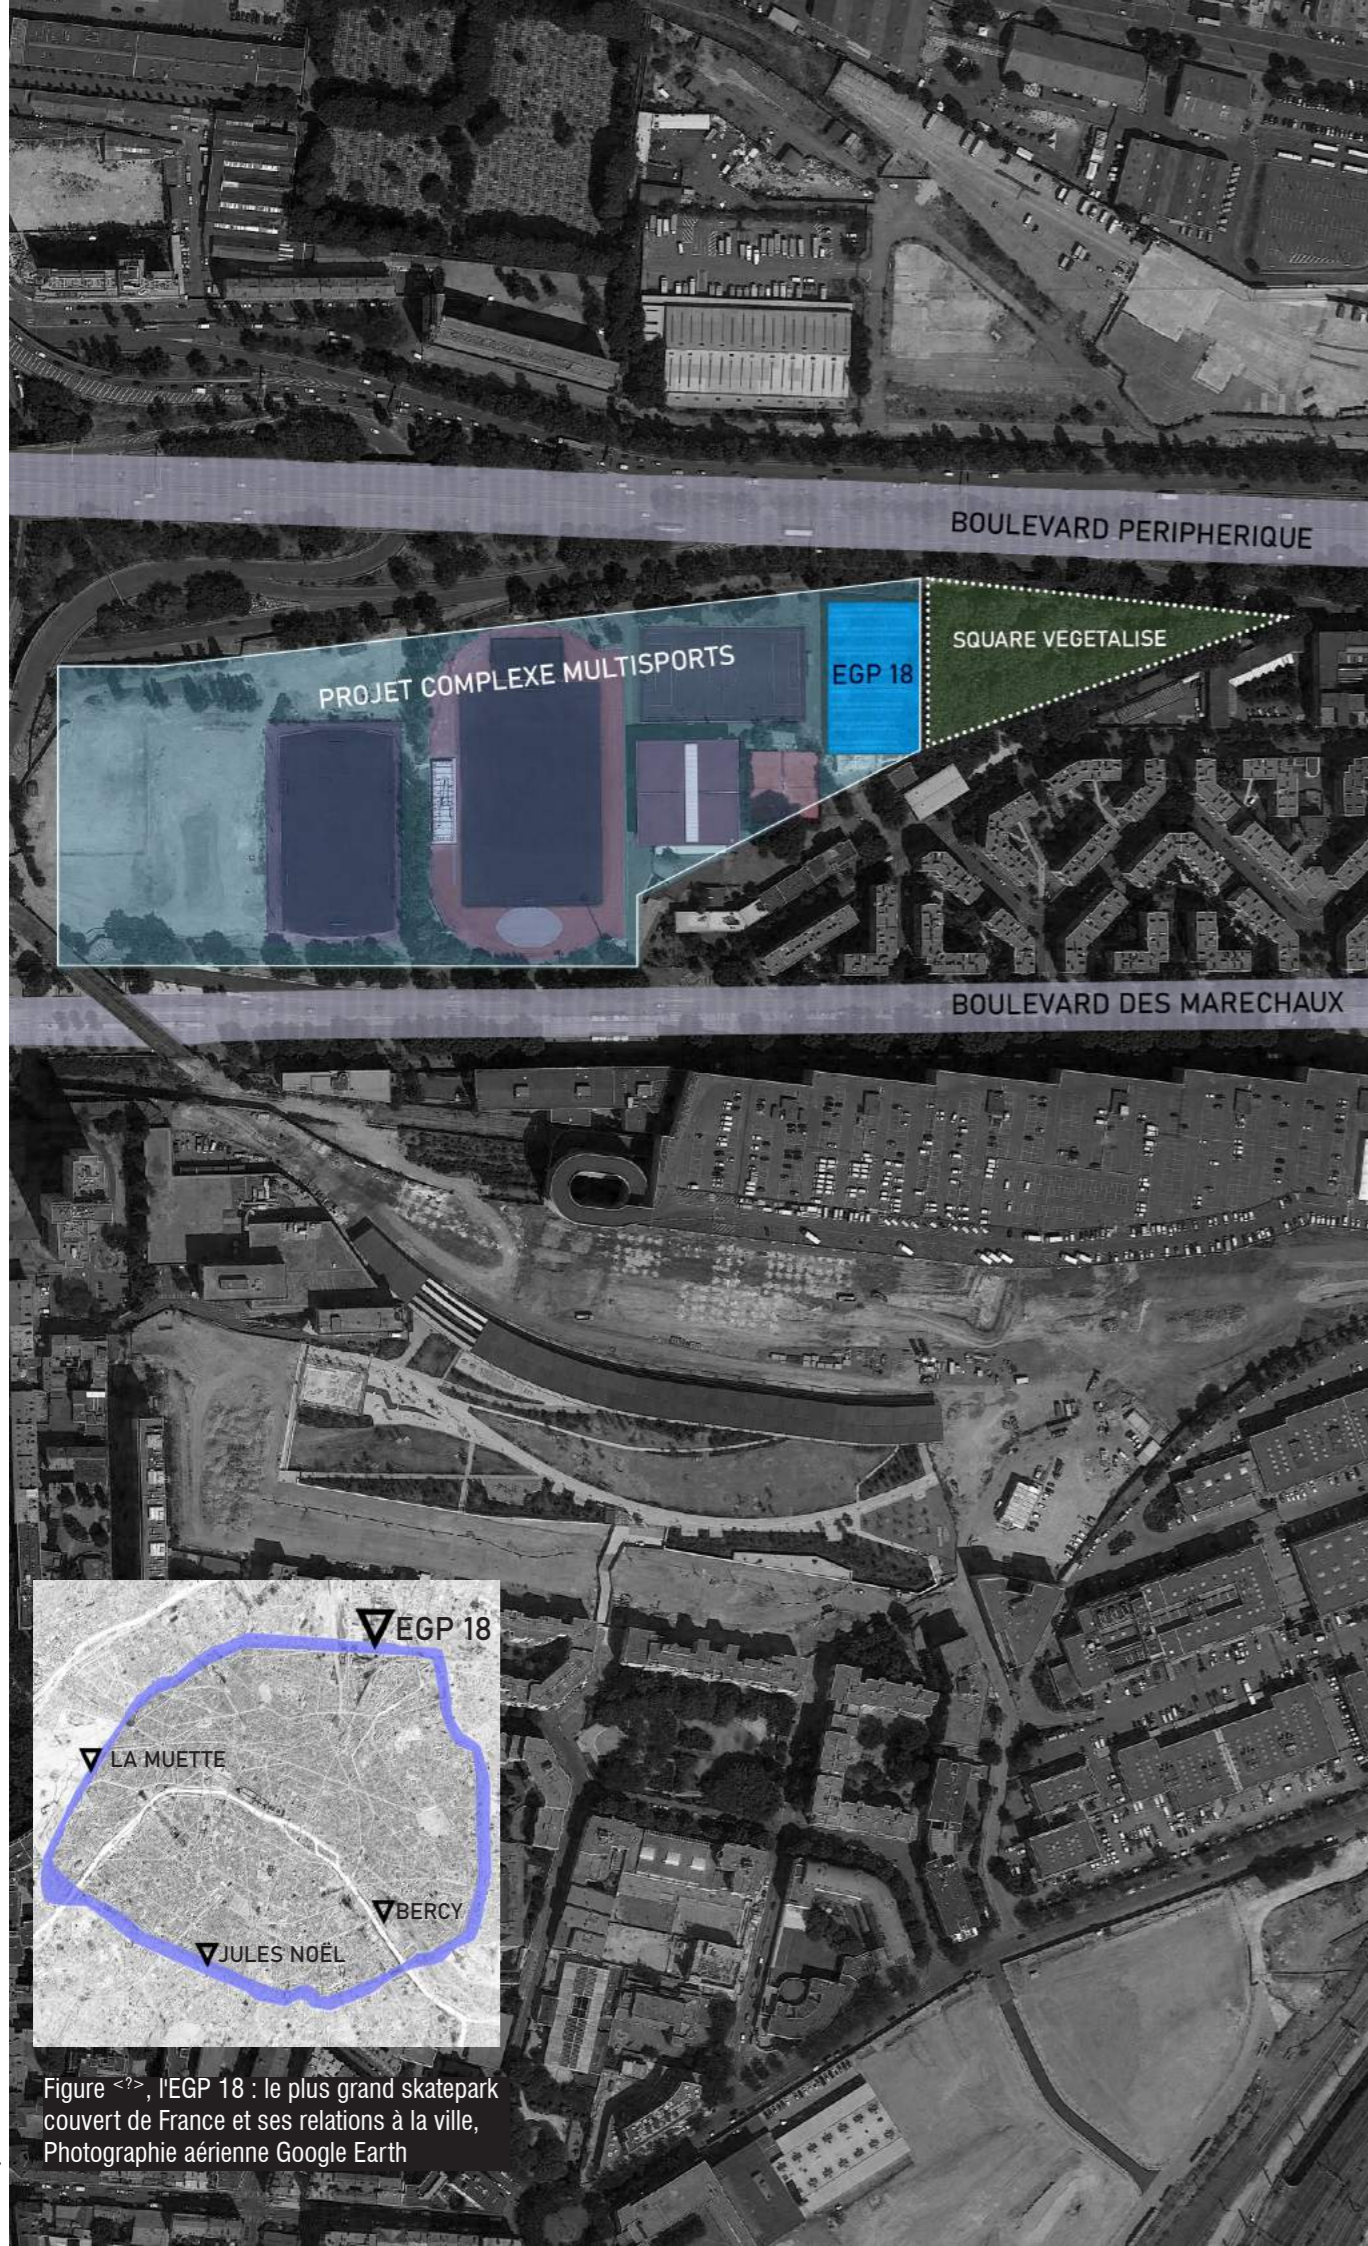 BOULEVARD PERIPHERIQUE
SQUARE VEGETALISE
PROJET COMPLEXE MULTISPORTS
EGP 18
BOULEVARD DES MARECHAUX
EGP 18
LA MUETTE
BERCY
JULES NOËL
Figure <?>, l'EGP 18 : le plus grand skatepark
couvert de France et ses relations à la ville,
Photographie aérienne Google Earth